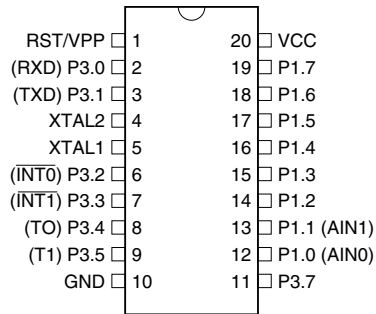 RST/VPP 1 20 VCC
(RXD) P3.0 2 19 P1.7
(TXD) P3.1 3 18 P1.6
XTAL2 4 17 P1.5
XTAL1 5 16 P1.4
(INT0) P3.2 6 15 P1.3
(INT1) P3.3 7 14 P1.2
(TO) P3.4 8 13 P1.1 (AIN1)
(T1) P3.5 9 12 P1.0 (AIN0)
GND 10 11 P3.7